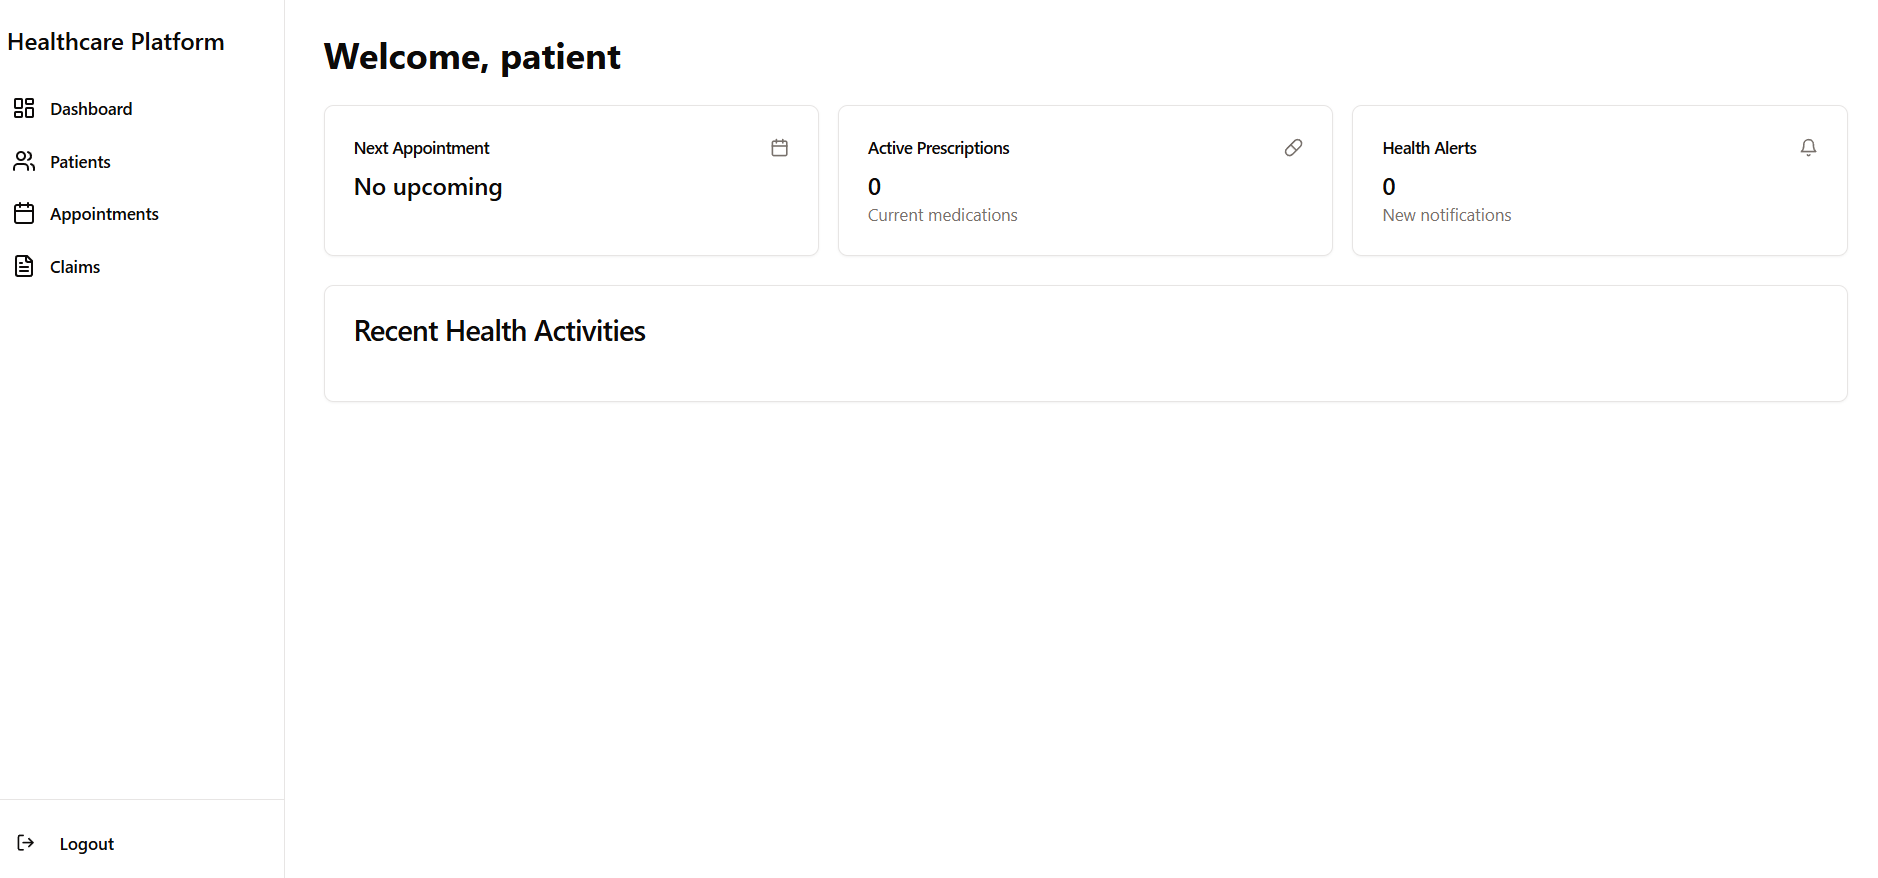 Healthcare Platform
Dashboard
Patients
Appointments
Claims
Logout
Welcome, patient
Next Appointment
No upcoming
Active Prescriptions
0
Current medications
Health Alerts
0
New notifications
Recent Health Activities